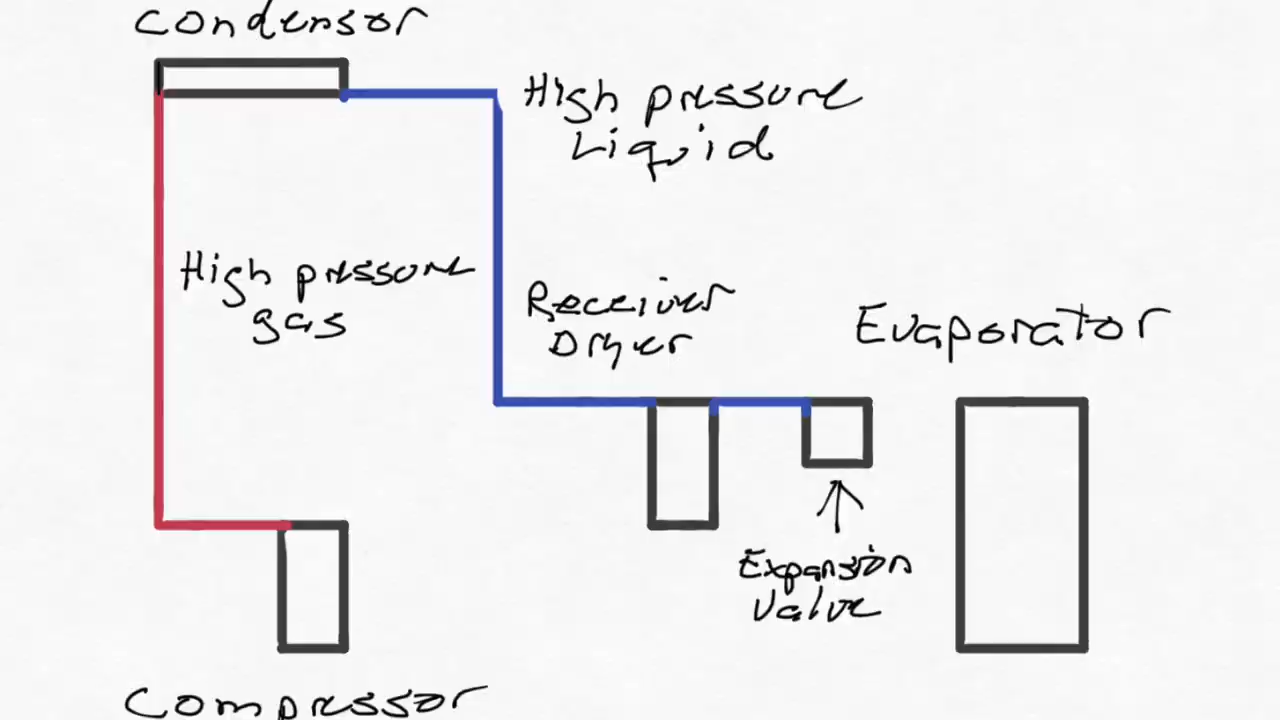 Condensor
High pressure
Liquid
High pressure
gas
Receiver
Dryer
Evaporator
Expansion
Valve
Compressor